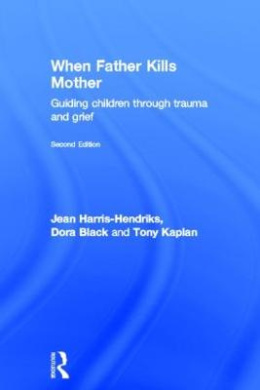 When Father Kills
Mother
Guiding children through trauma
and grief
Second Edition
Jean Harris-Hendriks,
Dora Black and Tony Kaplan
Routledge